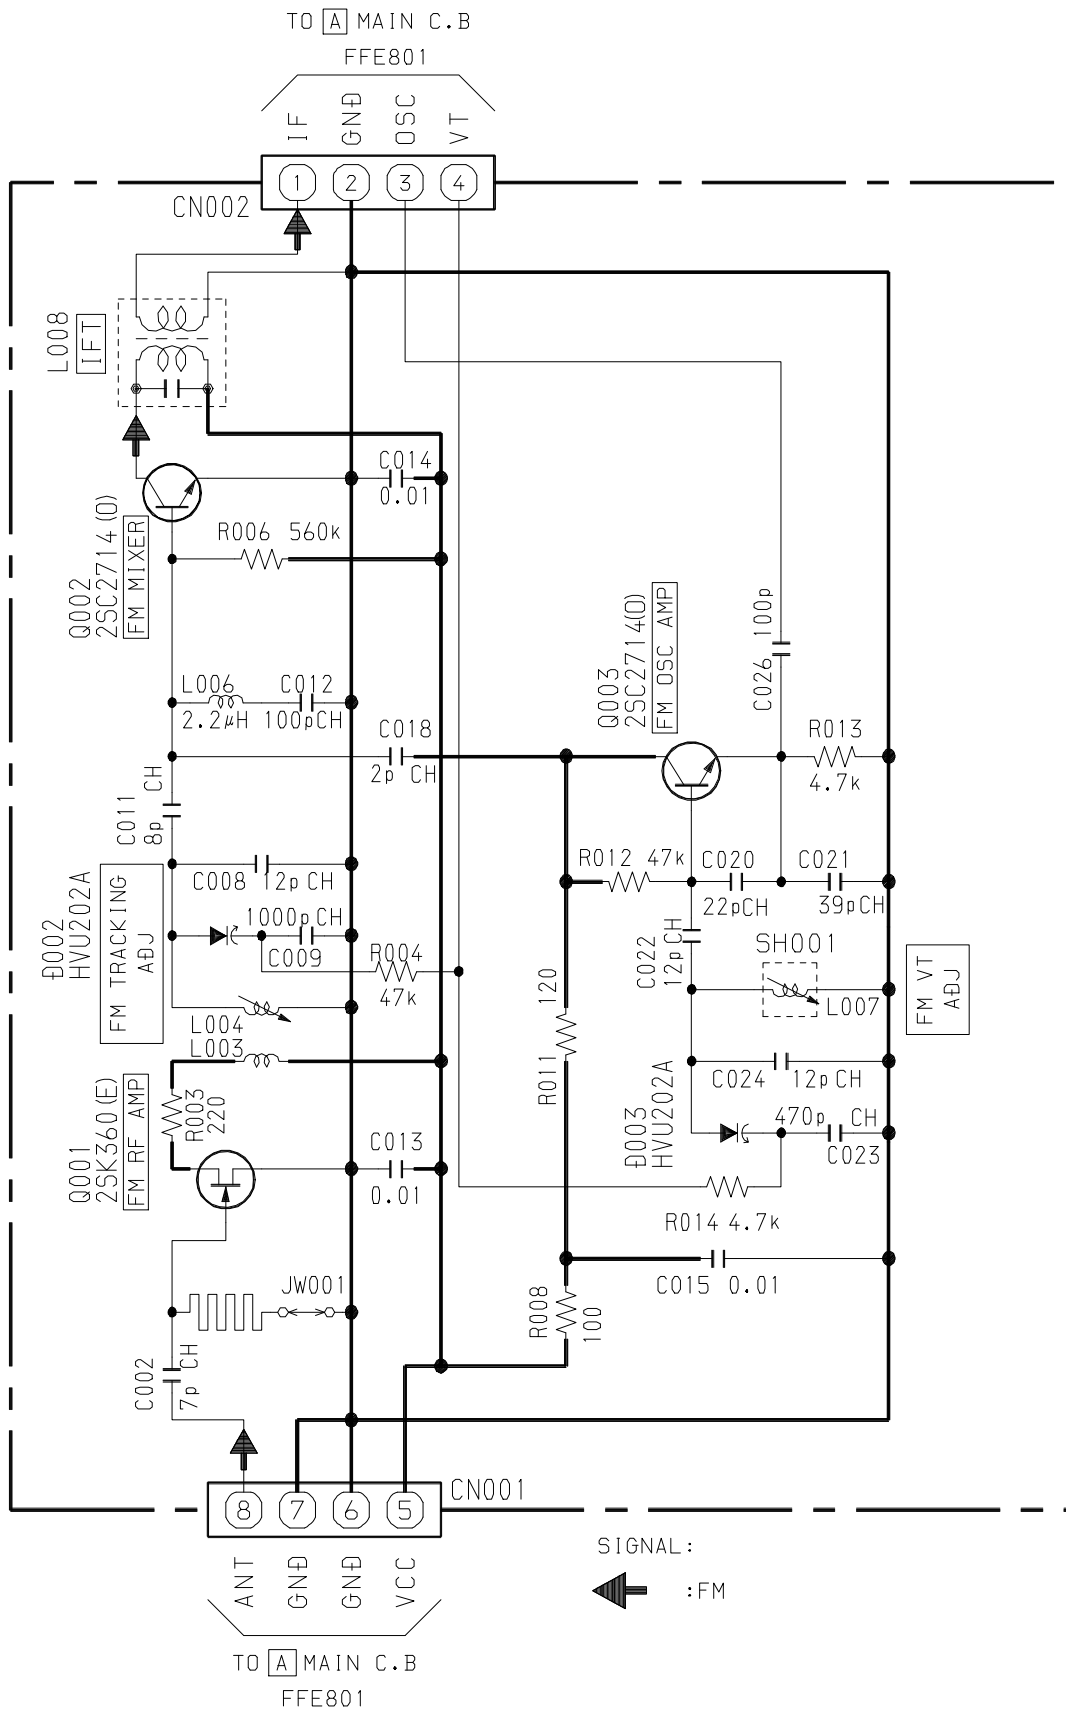 TO A MAIN C.B
FFE801
IF
GND
OSC
VT
1
2
3
4
CN002
L008
IFT
C014
0.01
Q002
2SC2714(O)
FM MIXER
R006 560k
Q003
2SC2714(O)
FM OSC AMP
C026 100p
L006
2.2μH
C012
100pCH
C018
2p CH
R013
4.7k
C011
8p CH
C008 12p CH
R012 47k
C020
22pCH
C021
39pCH
D002
HVU202A
FM TRACKING
ADJ
1000p CH
C009
R004
47k
C022
12p CH
SH001
L007
FM VT
ADJ
L004
L003
R011 120
C024 12p CH
Q001
2SK360(E)
FM RF AMP
R003
220
D003
HVU202A
470p CH
C023
C013
0.01
R014 4.7k
C015 0.01
JW001
R008
100
C002
7p CH
CN001
8
7
6
5
ANT
GND
GND
VCC
SIGNAL:
:FM
TO A MAIN C.B
FFE801